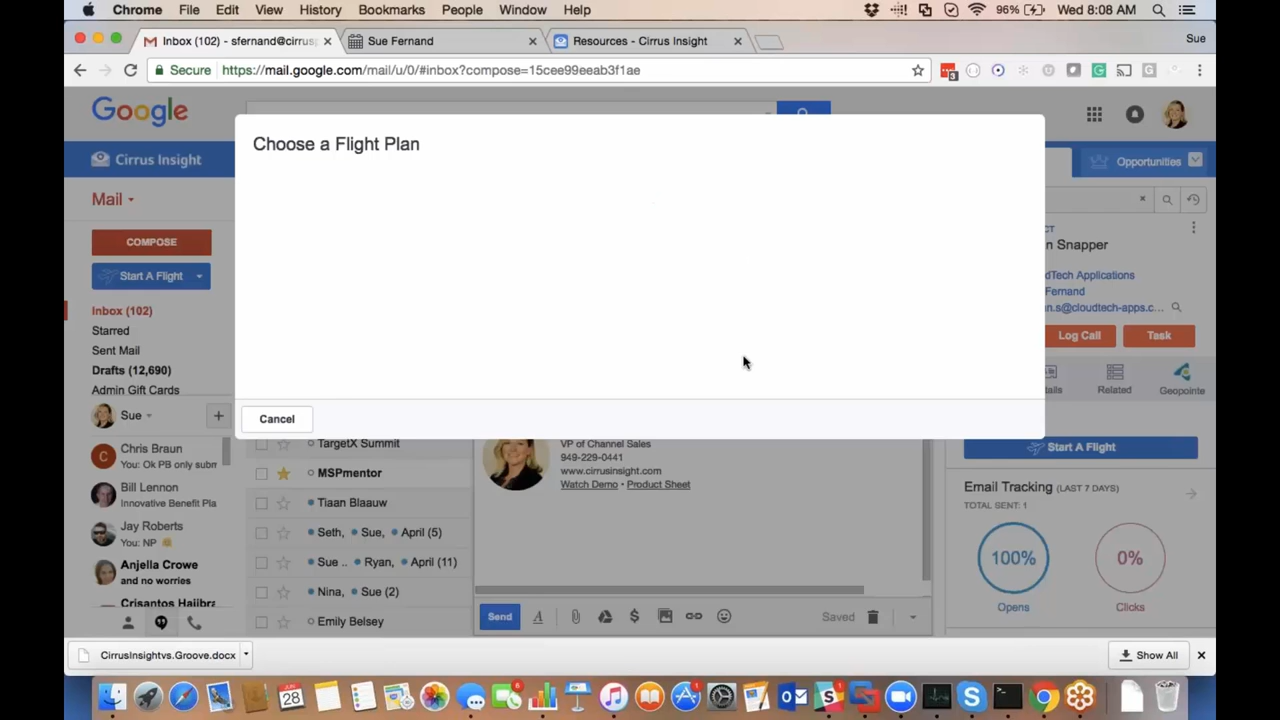 Chrome File Edit View History Bookmarks People Window Help 96% Wed 8:08 AM
Inbox (102) - sfernand@cirrus Sue Fernand Resources - Cirrus Insight Sue
Secure https://mail.google.com/mail/u/0/#inbox?compose=15cee99eeab3f1ae 3
Google
Choose a Flight Plan
Cirrus Insight
Opportunities
Mail
COMPOSE
n Snapper
Start A Flight
dTech Applications
Fernand
n.s@cloudtech-apps.c...
Inbox (102)
Starred
Log Call Task
Sent Mail
Drafts (12,690)
Admin Gift Cards
ails Related Geopointe
Sue
Cancel
Chris Braun
You: Ok PB only subm
Bill Lennon
Innovative Benefit Pla
Jay Roberts
You: NP
Anjella Crowe
and no worries
Crisantos Hajibra
TargetX Summit
MSPmentor
Tiaan Blaauw
Seth, Sue, April (5)
Sue .. Ryan, April (11)
Nina, Sue (2)
Emily Belsey
VP of Channel Sales
949-229-0441
www.cirrusinsight.com
Watch Demo • Product Sheet
Send Saved
Start A Flight
Email Tracking (LAST 7 DAYS)
TOTAL SENT: 1
100% 0%
Opens Clicks
CirrusInsightvs.Groove.docx Show All
JUN
28